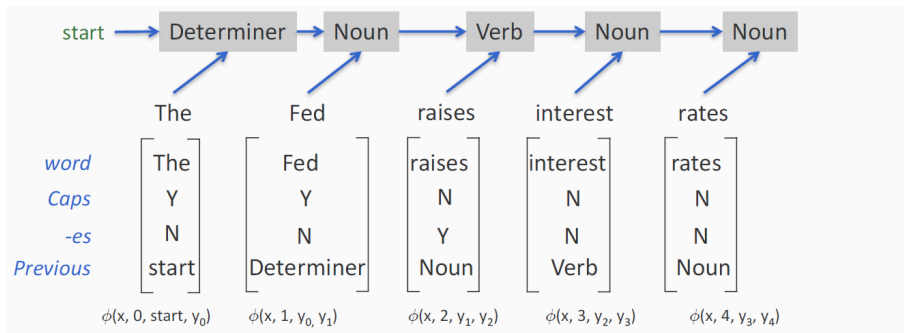 start Determiner Noun Verb Noun Noun
The Fed raises interest rates
word The Fed raises interest rates
Caps Y Y N N N
-es N N Y N N
Previous start Determiner Noun Verb Noun
ϕ(x, 0, start, y₀) ϕ(x, 1, y₀, y₁) ϕ(x, 2, y₁, y₂) ϕ(x, 3, y₂, y₃) ϕ(x, 4, y₃, y₄)